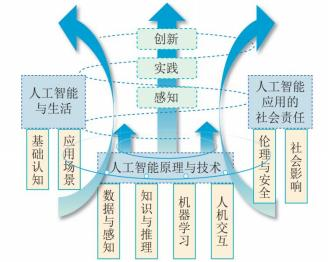 创新
实践
感知
人工智能
与生活
人工智能
应用的
社会责任
基础认知
应用场景
人工智能原理与技术
伦理与安全
社会影响
数据与感知
知识与推理
机器学习
人机交互